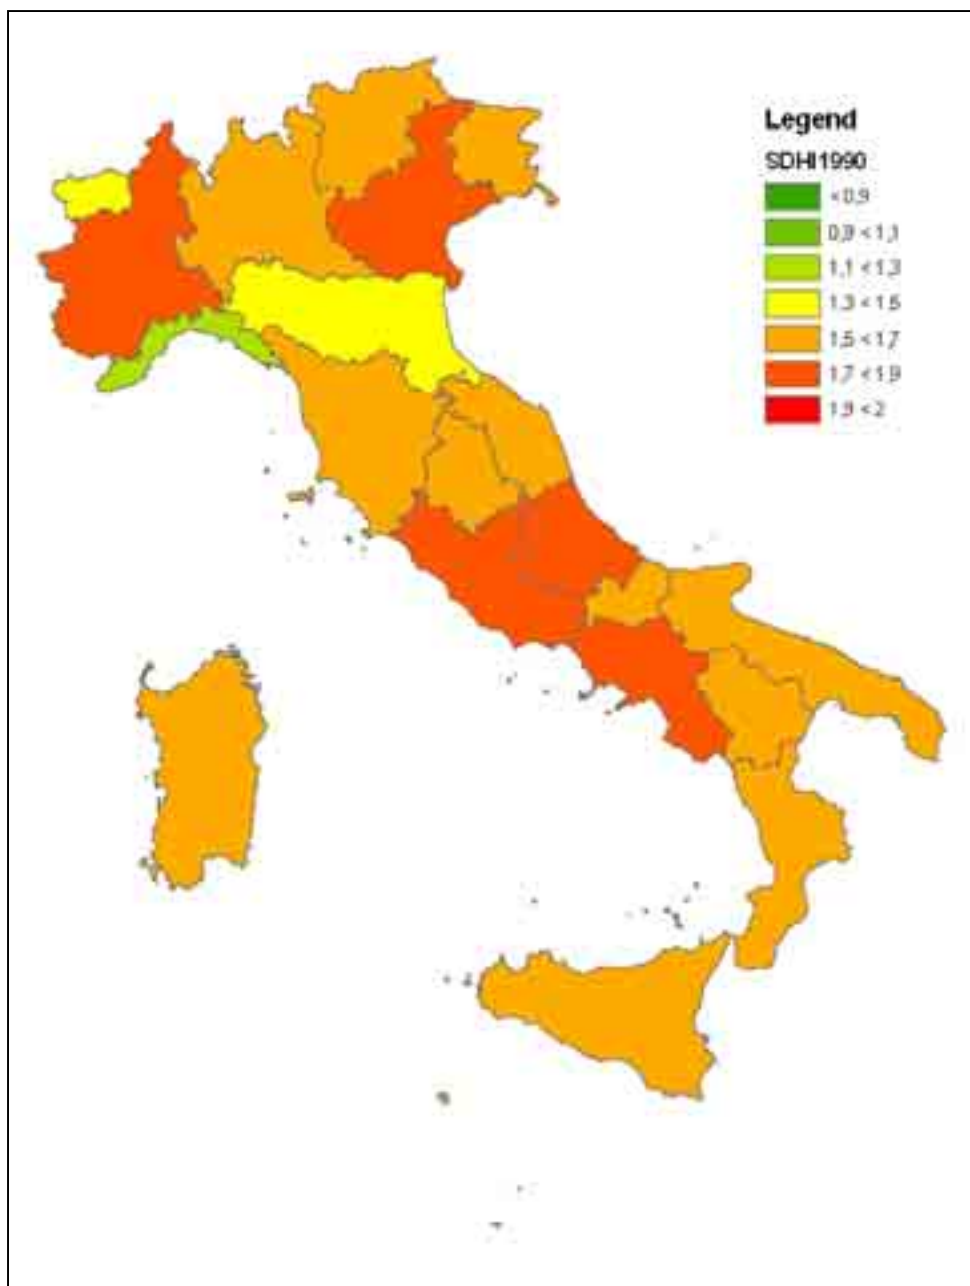 Legend
SDHI1990
< 0,9
0,9 < 1,1
1,1 < 1,3
1,3 < 1,5
1,5 < 1,7
1,7 < 1,9
1,9 < 2